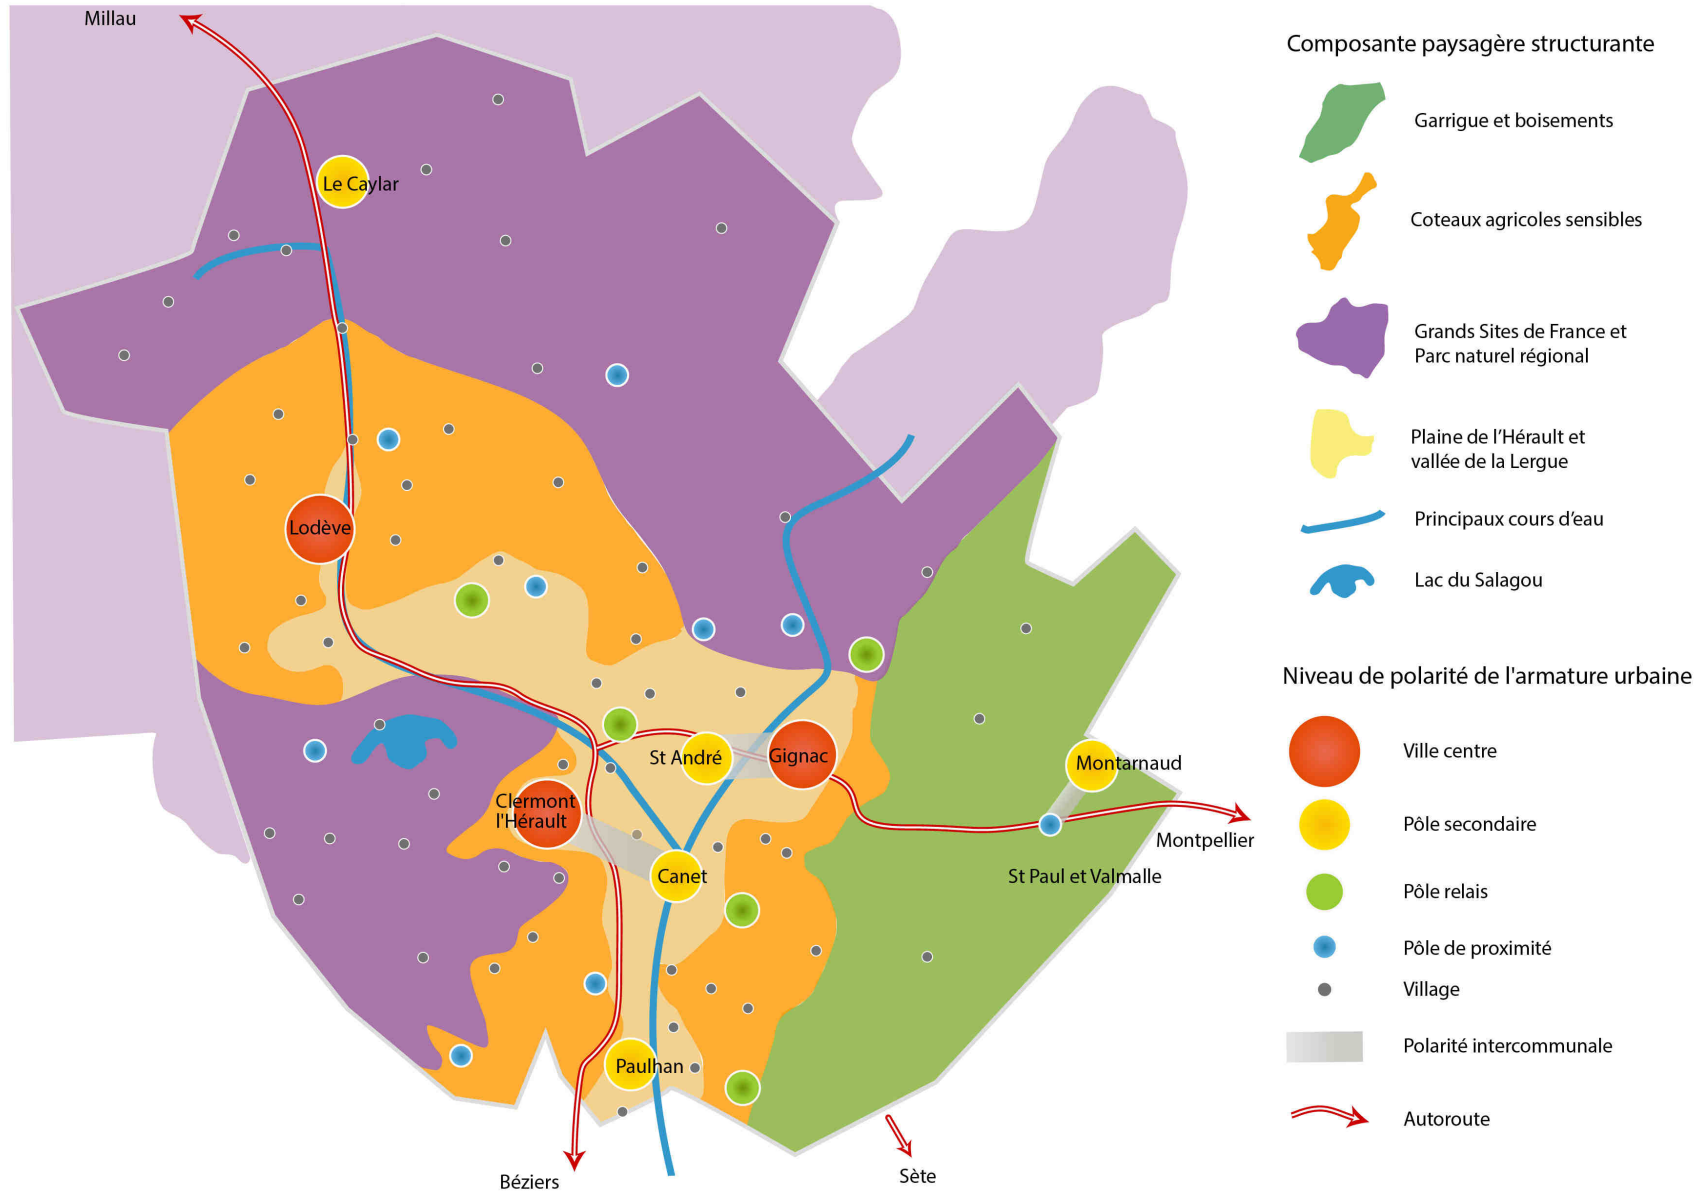 Millau
Le Caylar
Lodève
St André
Gignac
Clermont
l'Hérault
Canet
Montarnaud
Montpellier
St Paul et Valmalle
Paulhan
Béziers
Sète
Composante paysagère structurante
Garrigue et boisements
Coteaux agricoles sensibles
Grands Sites de France et
Parc naturel régional
Plaine de l'Hérault et
vallée de la Lergue
Principaux cours d'eau
Lac du Salagou
Niveau de polarité de l'armature urbaine
Ville centre
Pôle secondaire
Pôle relais
Pôle de proximité
Village
Polarité intercommunale
Autoroute